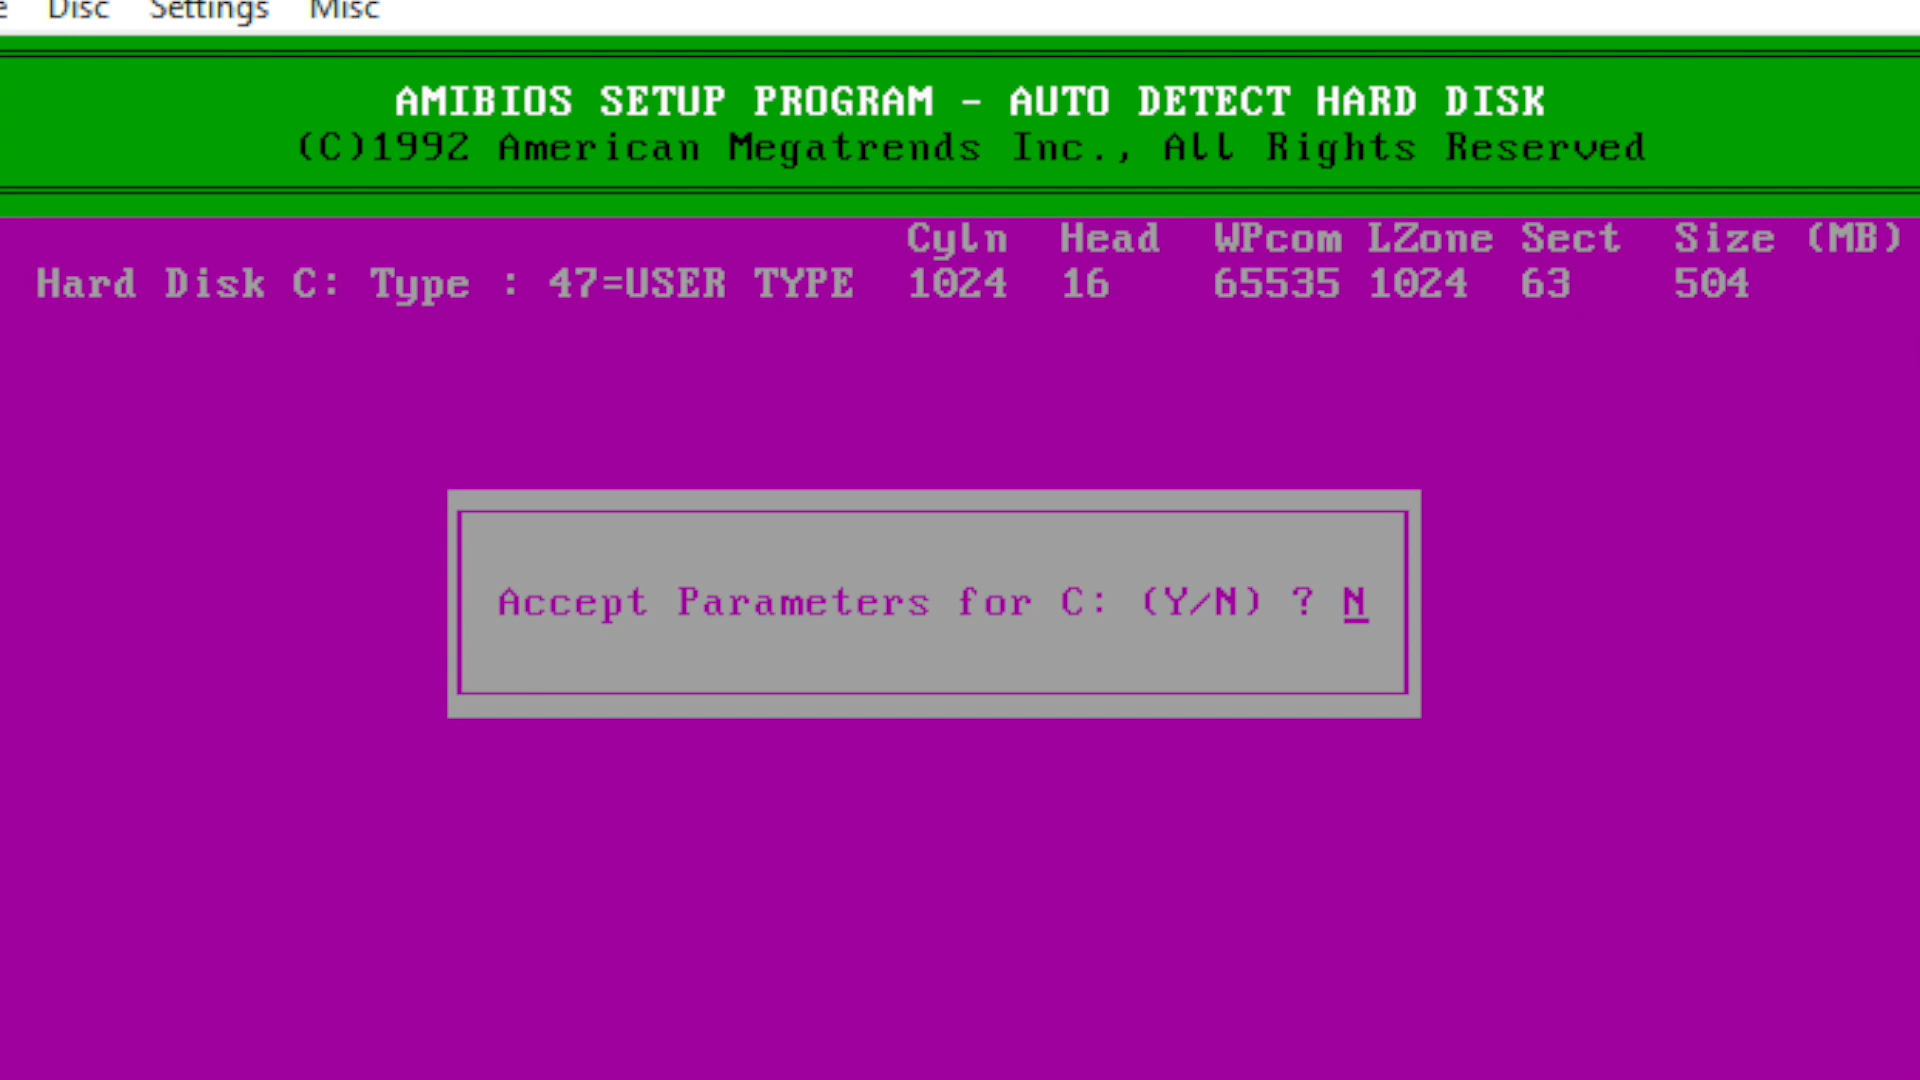 Disc Settings Misc
AMIBIOS SETUP PROGRAM - AUTO DETECT HARD DISK
(C)1992 American Megatrends Inc., All Rights Reserved
Cyln Head WPcom LZone Sect Size (MB)
Hard Disk C: Type : 47=USER TYPE 1024 16 65535 1024 63 504
Accept Parameters for C: (Y/N) ? N